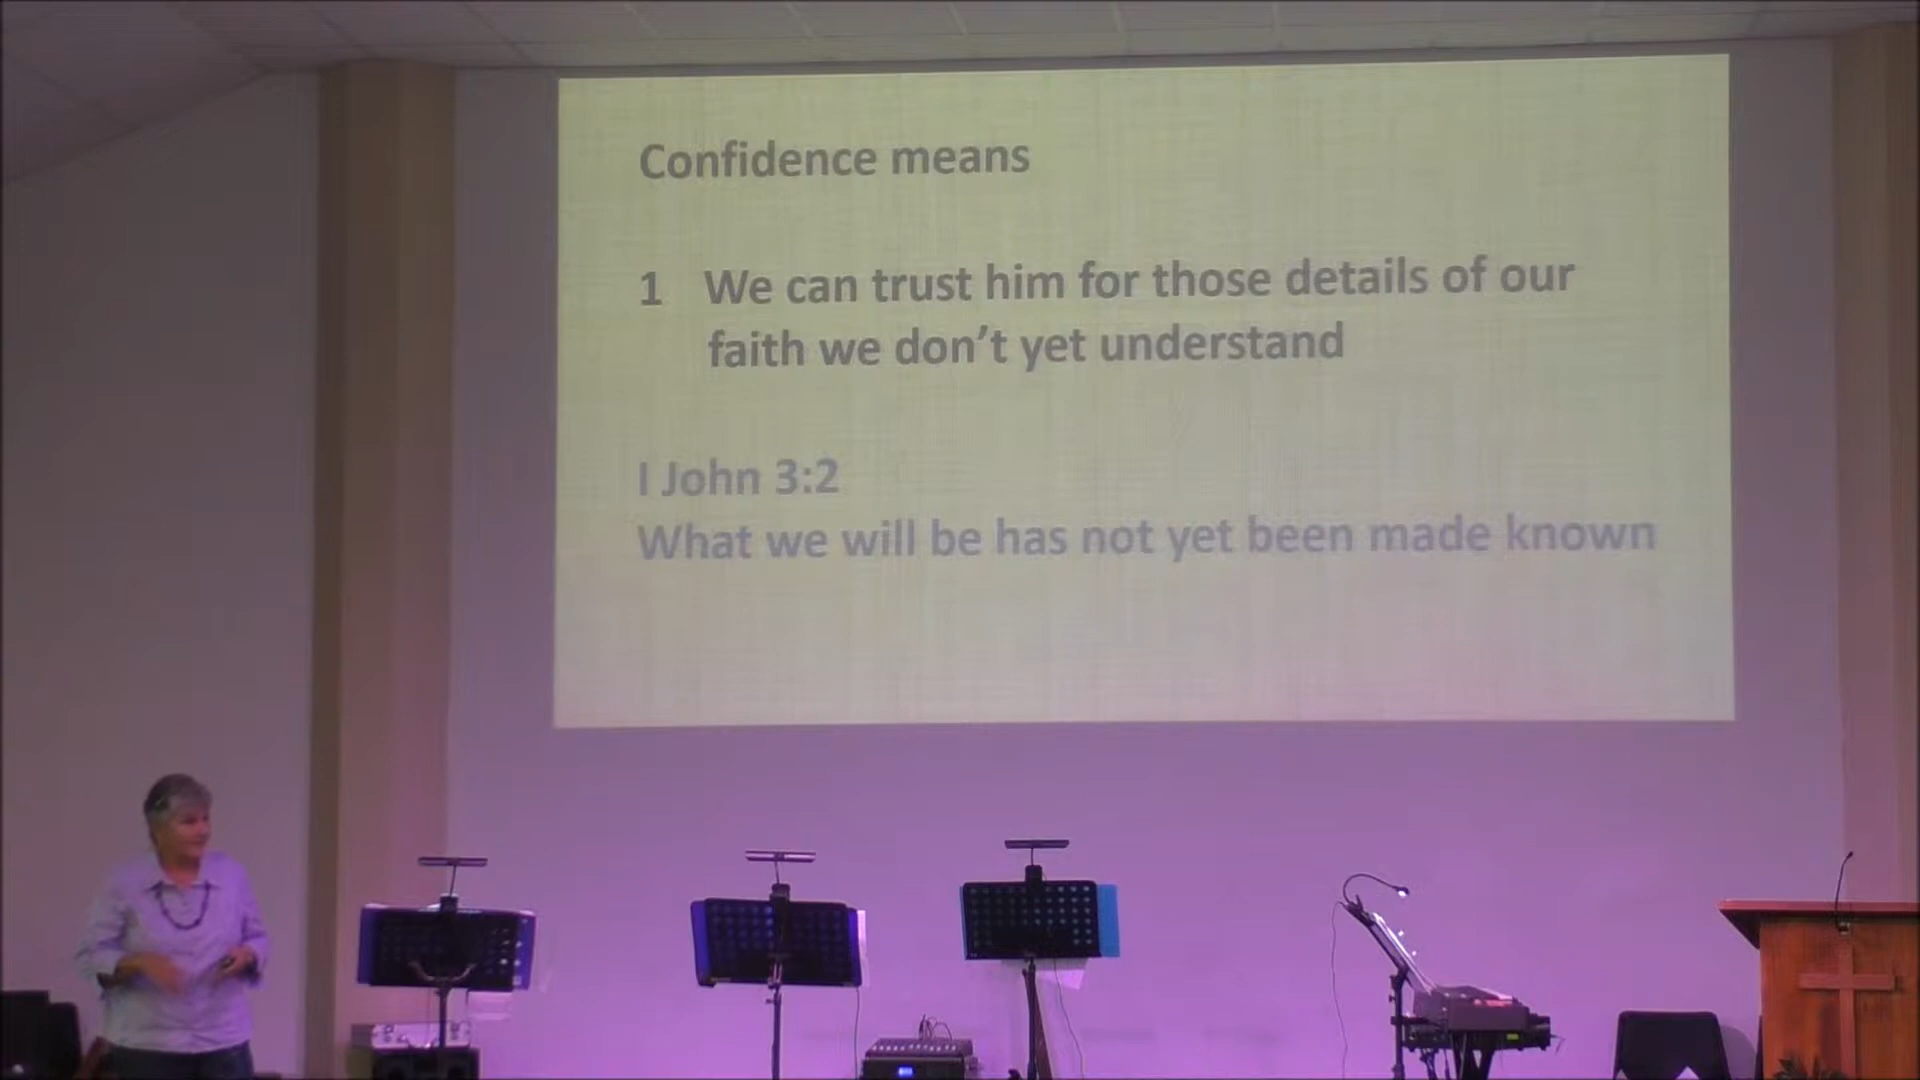 Confidence means
1 We can trust him for those details of our
faith we don't yet understand
I John 3:2
What we will be has not yet been made known